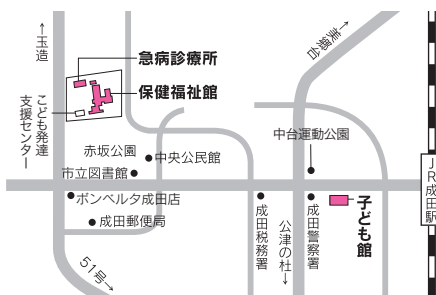 ←玉造
急病診療所
保健福祉館
こども発達
支援センター
←美郷台
赤坂公園
中央公民館
市立図書館
ボンベルタ成田店
成田郵便局
51号→
中台運動公園
子ども館
成田税務署
公津の杜→
成田警察署
JR成田駅